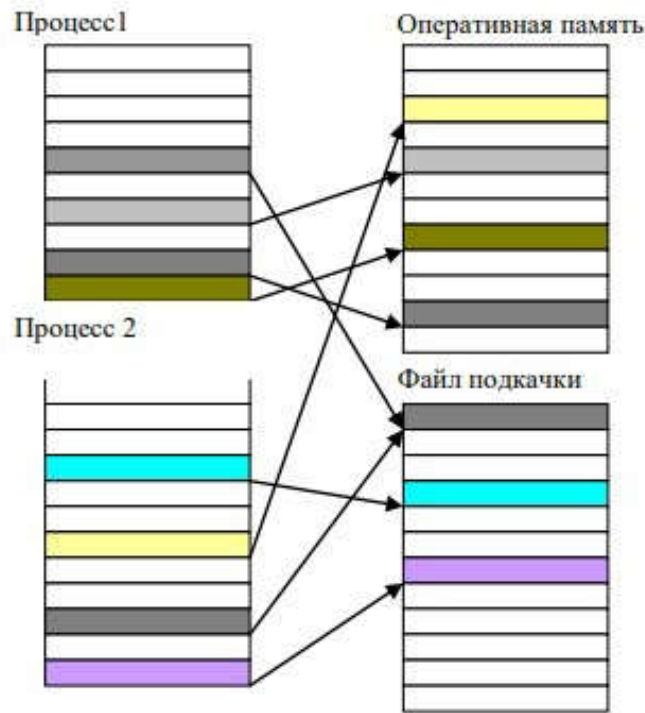 Процесс1
Оперативная память
Процесс 2
Файл подкачки